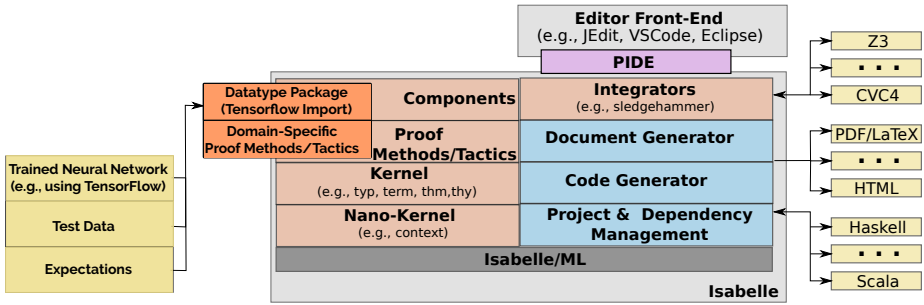 Editor Front-End
(e.g., JEdit, VSCode, Eclipse)
PIDE
Datatype Package
(Tensorflow Import)
Components
Integrators
(e.g., sledgehammer)
Domain-Specific
Proof Methods/Tactics
Proof
Methods/Tactics
Document Generator
Kernel
(e.g., typ, term, thm,thy)
Code Generator
Nano-Kernel
(e.g., context)
Project & Dependency
Management
Isabelle/ML
Isabelle
Trained Neural Network
(e.g., using TensorFlow)
Test Data
Expectations
Z3
...
CVC4
PDF/LaTeX
...
HTML
Haskell
...
Scala